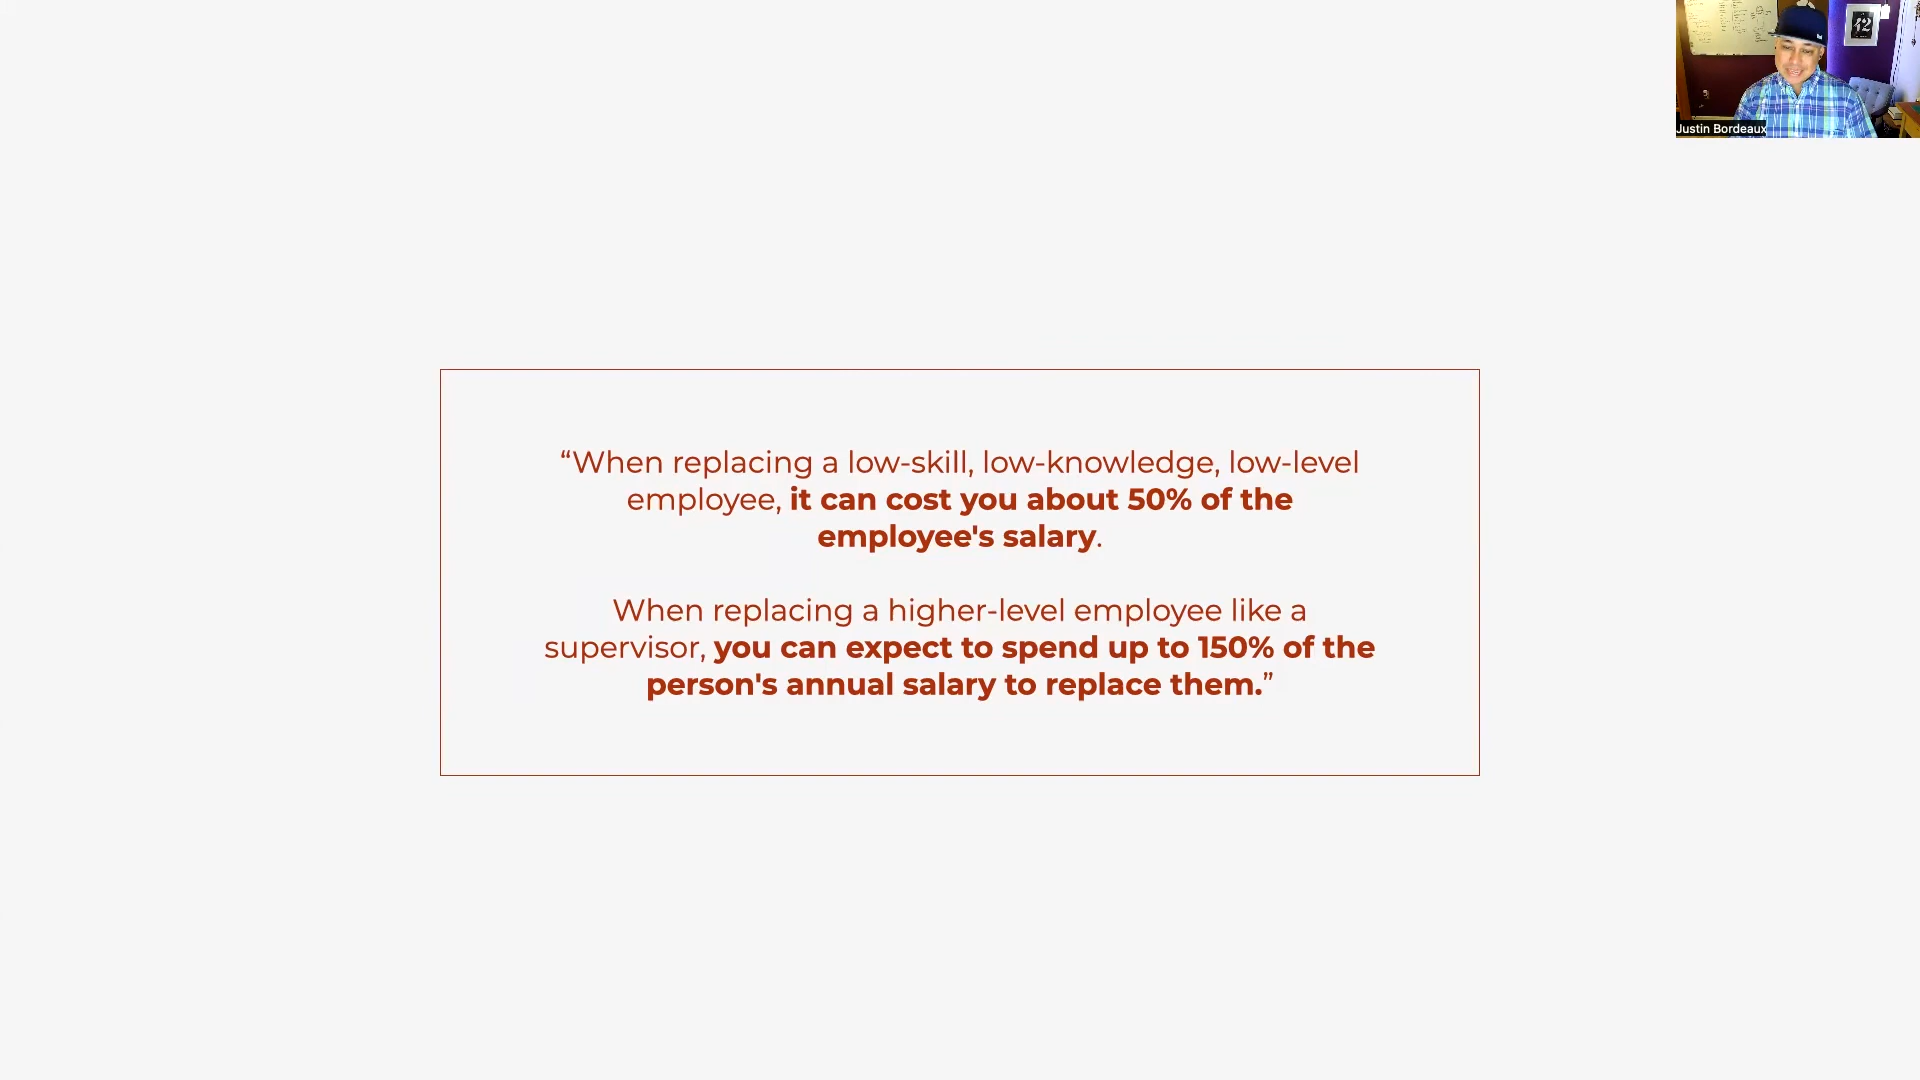 42
Justin Bordeaux
“When replacing a low-skill, low-knowledge, low-level
employee, it can cost you about 50% of the
employee's salary.
When replacing a higher-level employee like a
supervisor, you can expect to spend up to 150% of the
person's annual salary to replace them.”